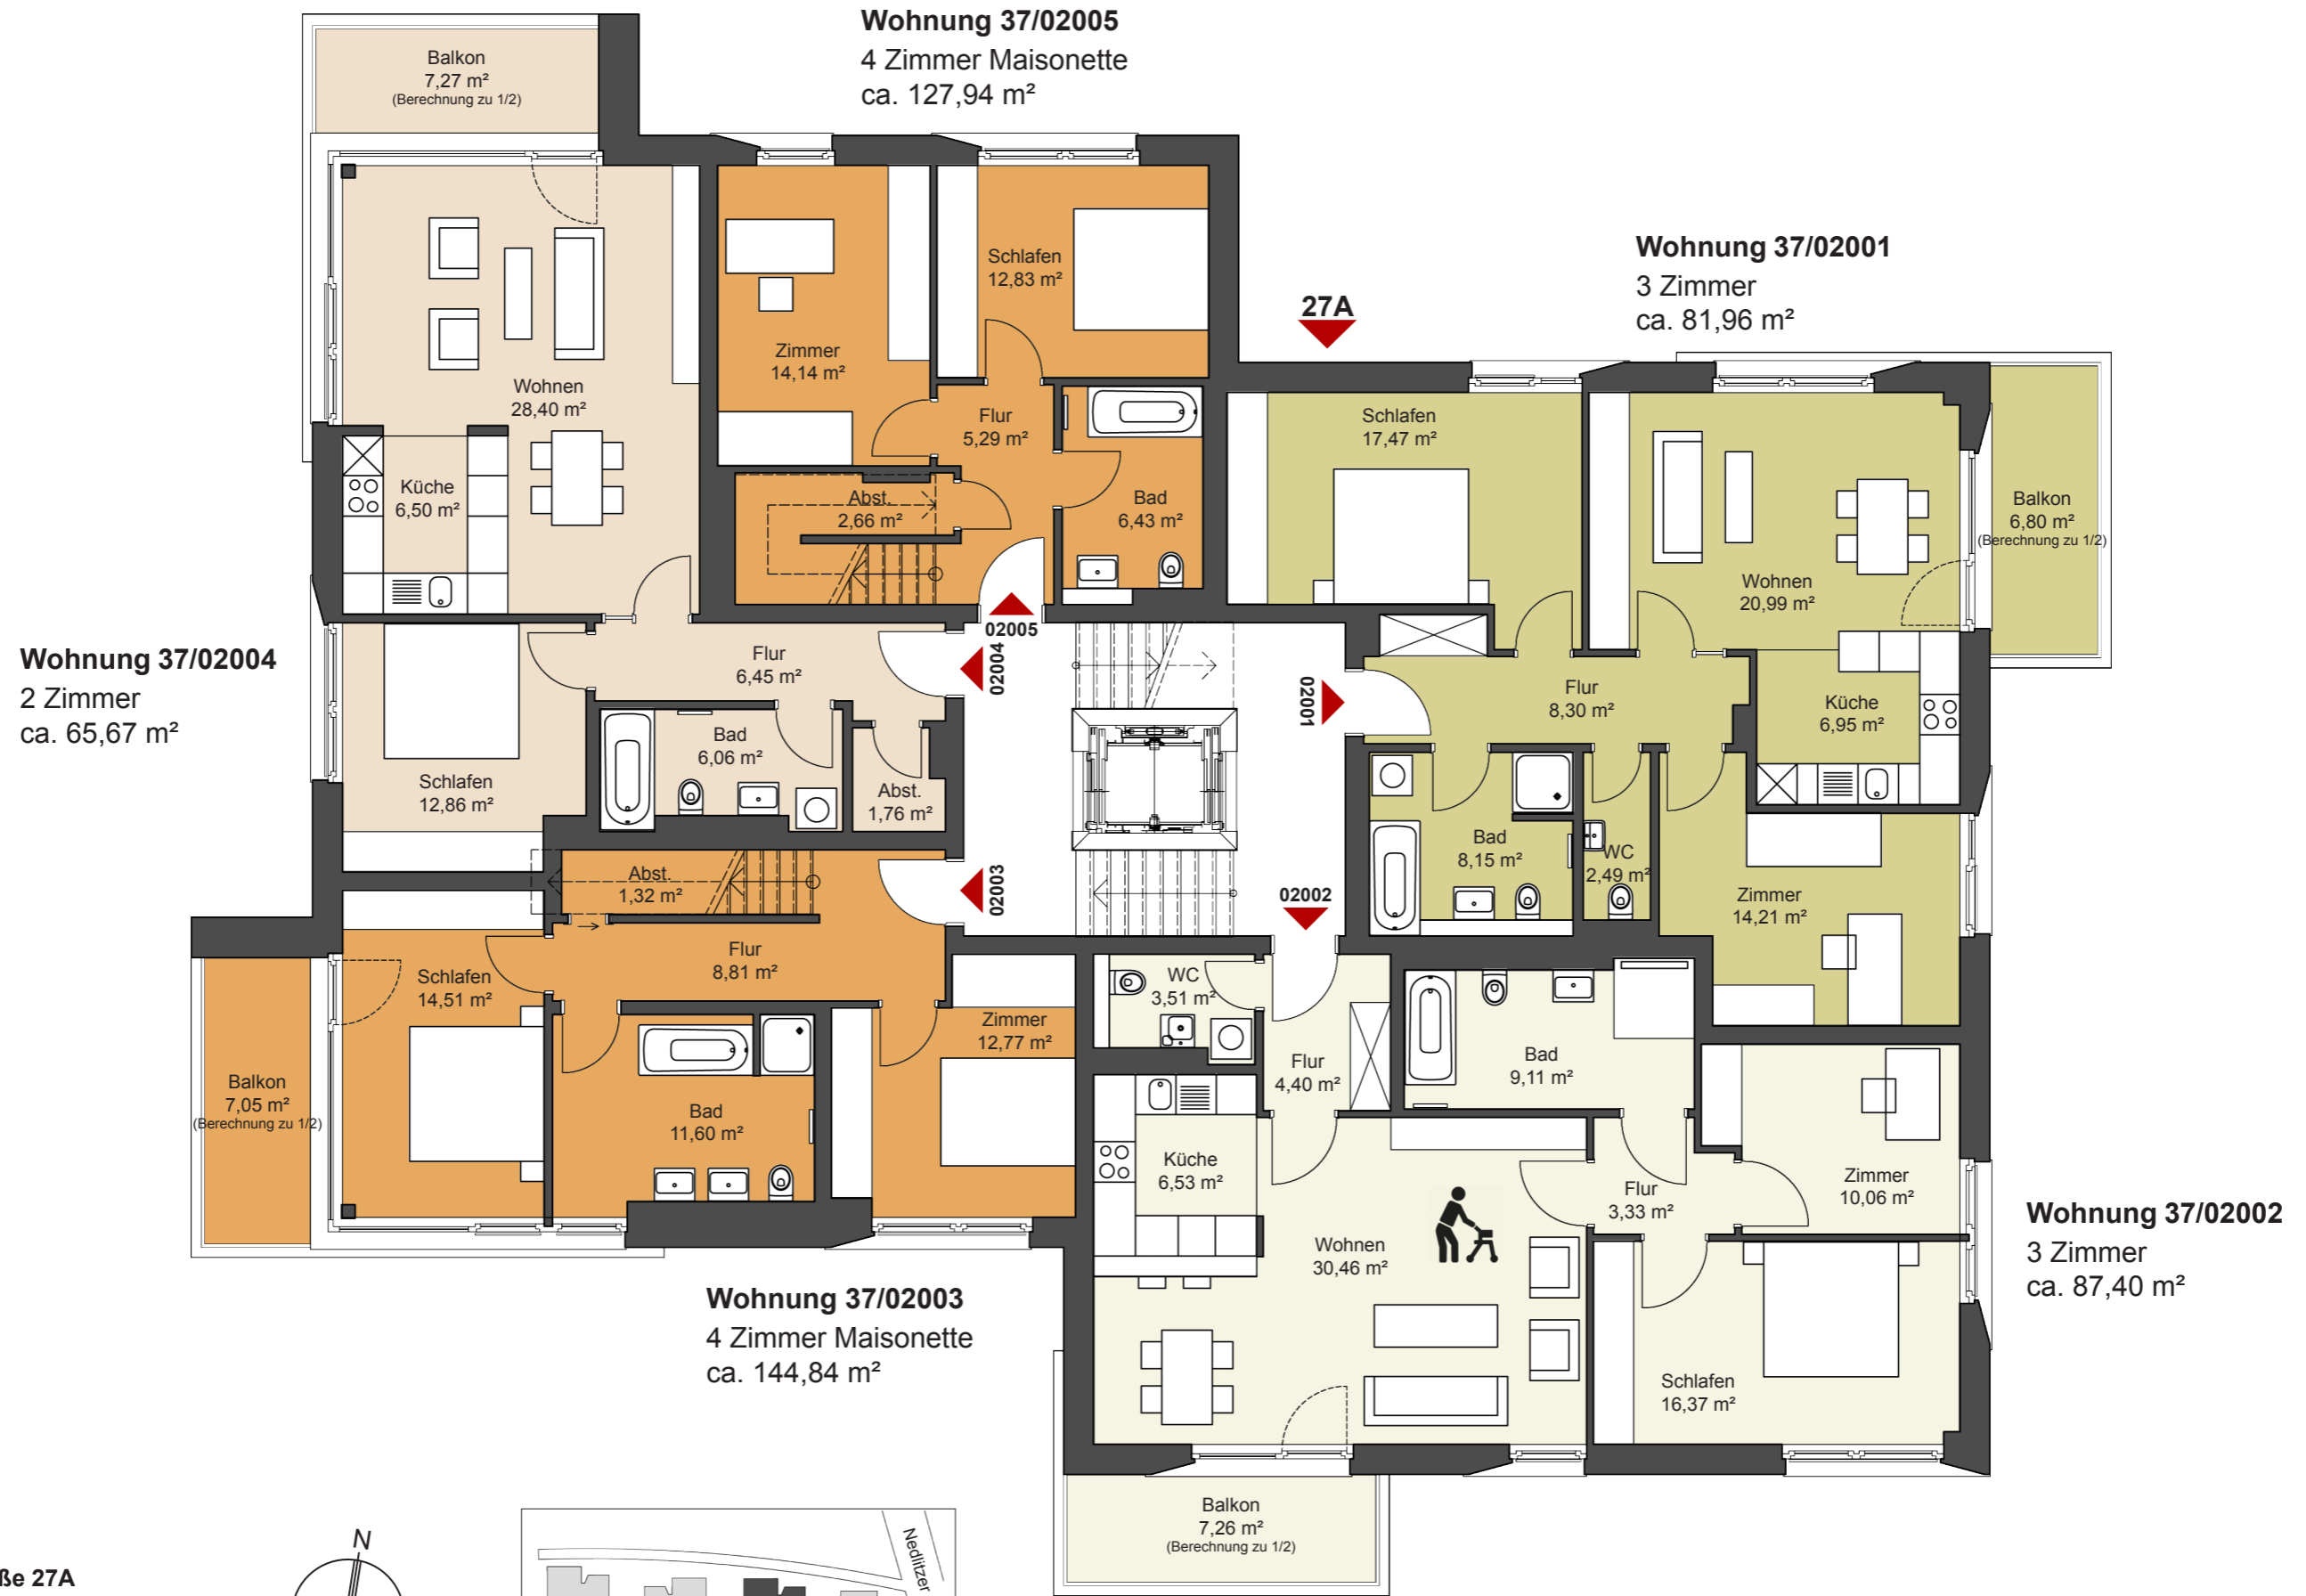 Wohnung 37/02005
4 Zimmer Maisonette
ca. 127,94 m²
Balkon
7,27 m²
(Berechnung zu 1/2)
Wohnung 37/02001
3 Zimmer
ca. 81,96 m²
27A
Schlafen
12,83 m²
Zimmer
14,14 m²
Wohnen
28,40 m²
Flur
5,29 m²
Schlafen
17,47 m²
Küche
6,50 m²
Abst.
2,66 m²
Bad
6,43 m²
Balkon
6,80 m²
(Berechnung zu 1/2)
Wohnen
20,99 m²
02005
02004
Wohnung 37/02004
2 Zimmer
ca. 65,67 m²
Flur
6,45 m²
02001
Flur
8,30 m²
Küche
6,95 m²
Bad
6,06 m²
Schlafen
12,86 m²
Abst.
1,76 m²
Bad
8,15 m²
WC
2,49 m²
Abst.
1,32 m²
02003
02002
Zimmer
14,21 m²
Flur
8,81 m²
Schlafen
14,51 m²
WC
3,51 m²
Zimmer
12,77 m²
Flur
4,40 m²
Bad
9,11 m²
Balkon
7,05 m²
(Berechnung zu 1/2)
Bad
11,60 m²
Küche
6,53 m²
Zimmer
10,06 m²
Flur
3,33 m²
Wohnung 37/02002
3 Zimmer
ca. 87,40 m²
Wohnen
30,46 m²
Wohnung 37/02003
4 Zimmer Maisonette
ca. 144,84 m²
Schlafen
16,37 m²
Balkon
7,26 m²
(Berechnung zu 1/2)
N
Nedlitzer
ße 27A